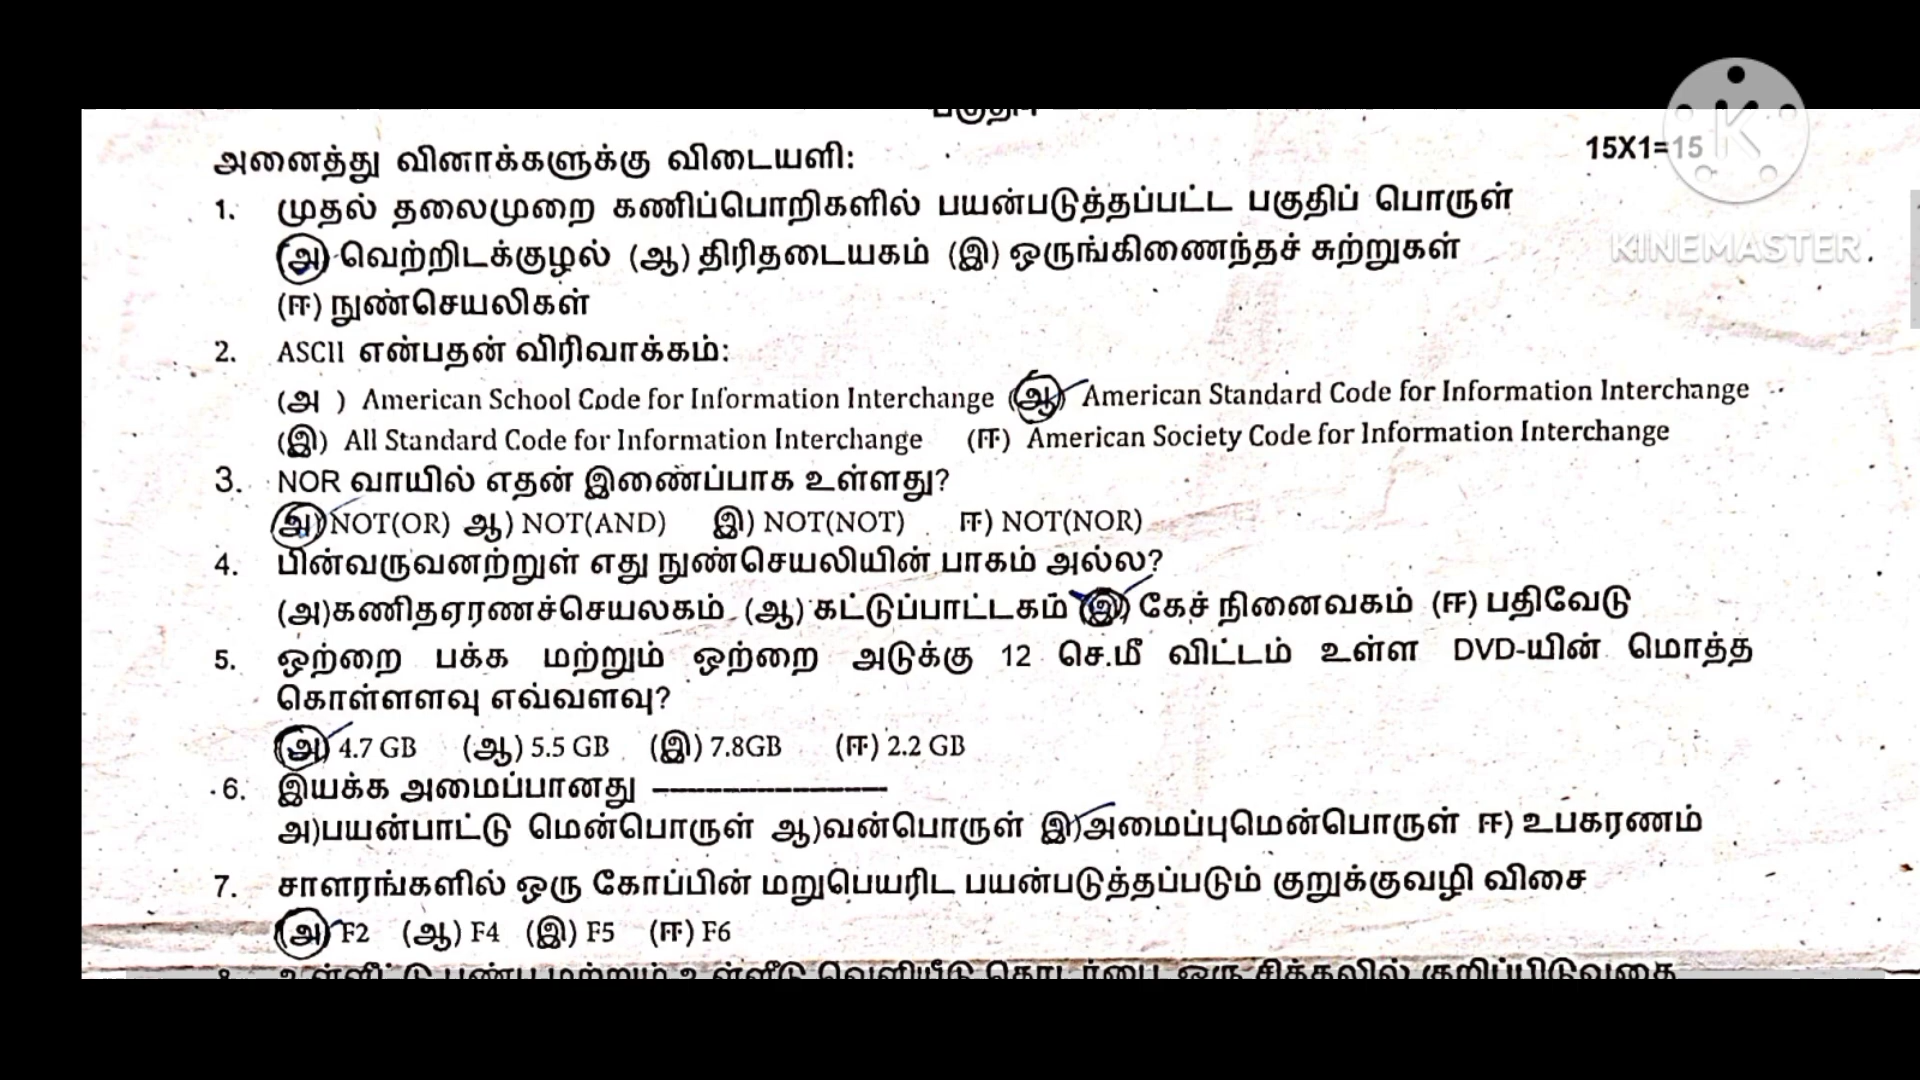 அனைத்து வினாக்களுக்கு விடையளி: 15X1=15
1. முதல் தலைமுறை கணிப்பொறிகளில் பயன்படுத்தப்பட்ட பகுதிப் பொருள்
(அ) வெற்றிடக்குழல் (ஆ) திரிதடையகம் (இ) ஒருங்கிணைந்தச் சுற்றுகள்
KINEMASTER
(ஈ) நுண்செயலிகள்
2. ASCII என்பதன் விரிவாக்கம்:
(அ ) American School Code for Information Interchange (ஆ) American Standard Code for Information Interchange
(இ) All Standard Code for Information Interchange (ஈ) American Society Code for Information Interchange
3. NOR வாயில் எதன் இணைப்பாக உள்ளது?
அ) NOT(OR) ஆ) NOT(AND) இ) NOT(NOT) ஈ) NOT(NOR)
4. பின்வருவனற்றுள் எது நுண்செயலியின் பாகம் அல்ல?
(அ)கணிதஏரணச்செயலகம் (ஆ) கட்டுப்பாட்டகம் (இ) கேச் நினைவகம் (ஈ) பதிவேடு
5. ஒற்றை பக்க மற்றும் ஒற்றை அடுக்கு 12 செ.மீ விட்டம் உள்ள DVD-யின் மொத்த
கொள்ளளவு எவ்வளவு?
(அ) 4.7 GB (ஆ) 5.5 GB (இ) 7.8GB (ஈ) 2.2 GB
6. இயக்க அமைப்பானது ------------------
அ)பயன்பாட்டு மென்பொருள் ஆ)வன்பொருள் இ)அமைப்புமென்பொருள் ஈ) உபகரணம்
7. சாளரங்களில் ஒரு கோப்பின் மறுபெயரிட பயன்படுத்தப்படும் குறுக்குவழி விசை
(அ) F2 (ஆ) F4 (இ) F5 (ஈ) F6